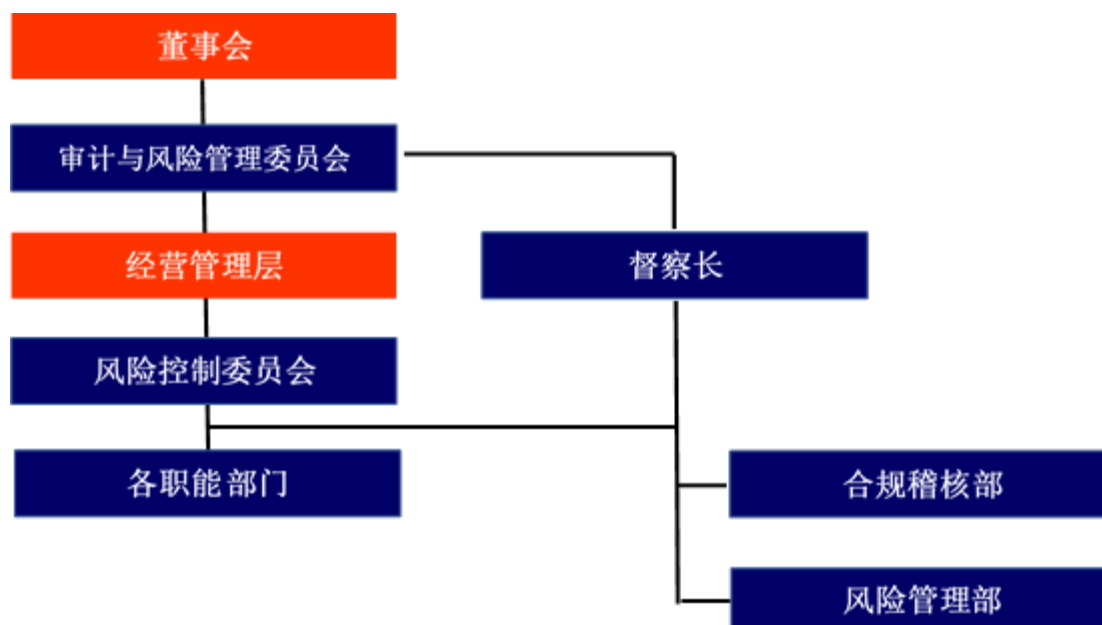 董事会
审计与风险管理委员会
经营管理层
督察长
风险控制委员会
各职能部门
合规稽核部
风险管理部